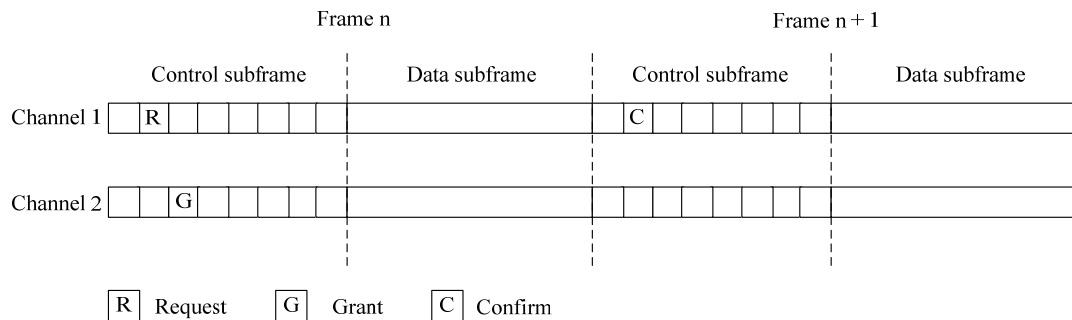 Frame n Frame n + 1
Control subframe Data subframe Control subframe Data subframe
Channel 1 R C
Channel 2 G
R Request G Grant C Confirm